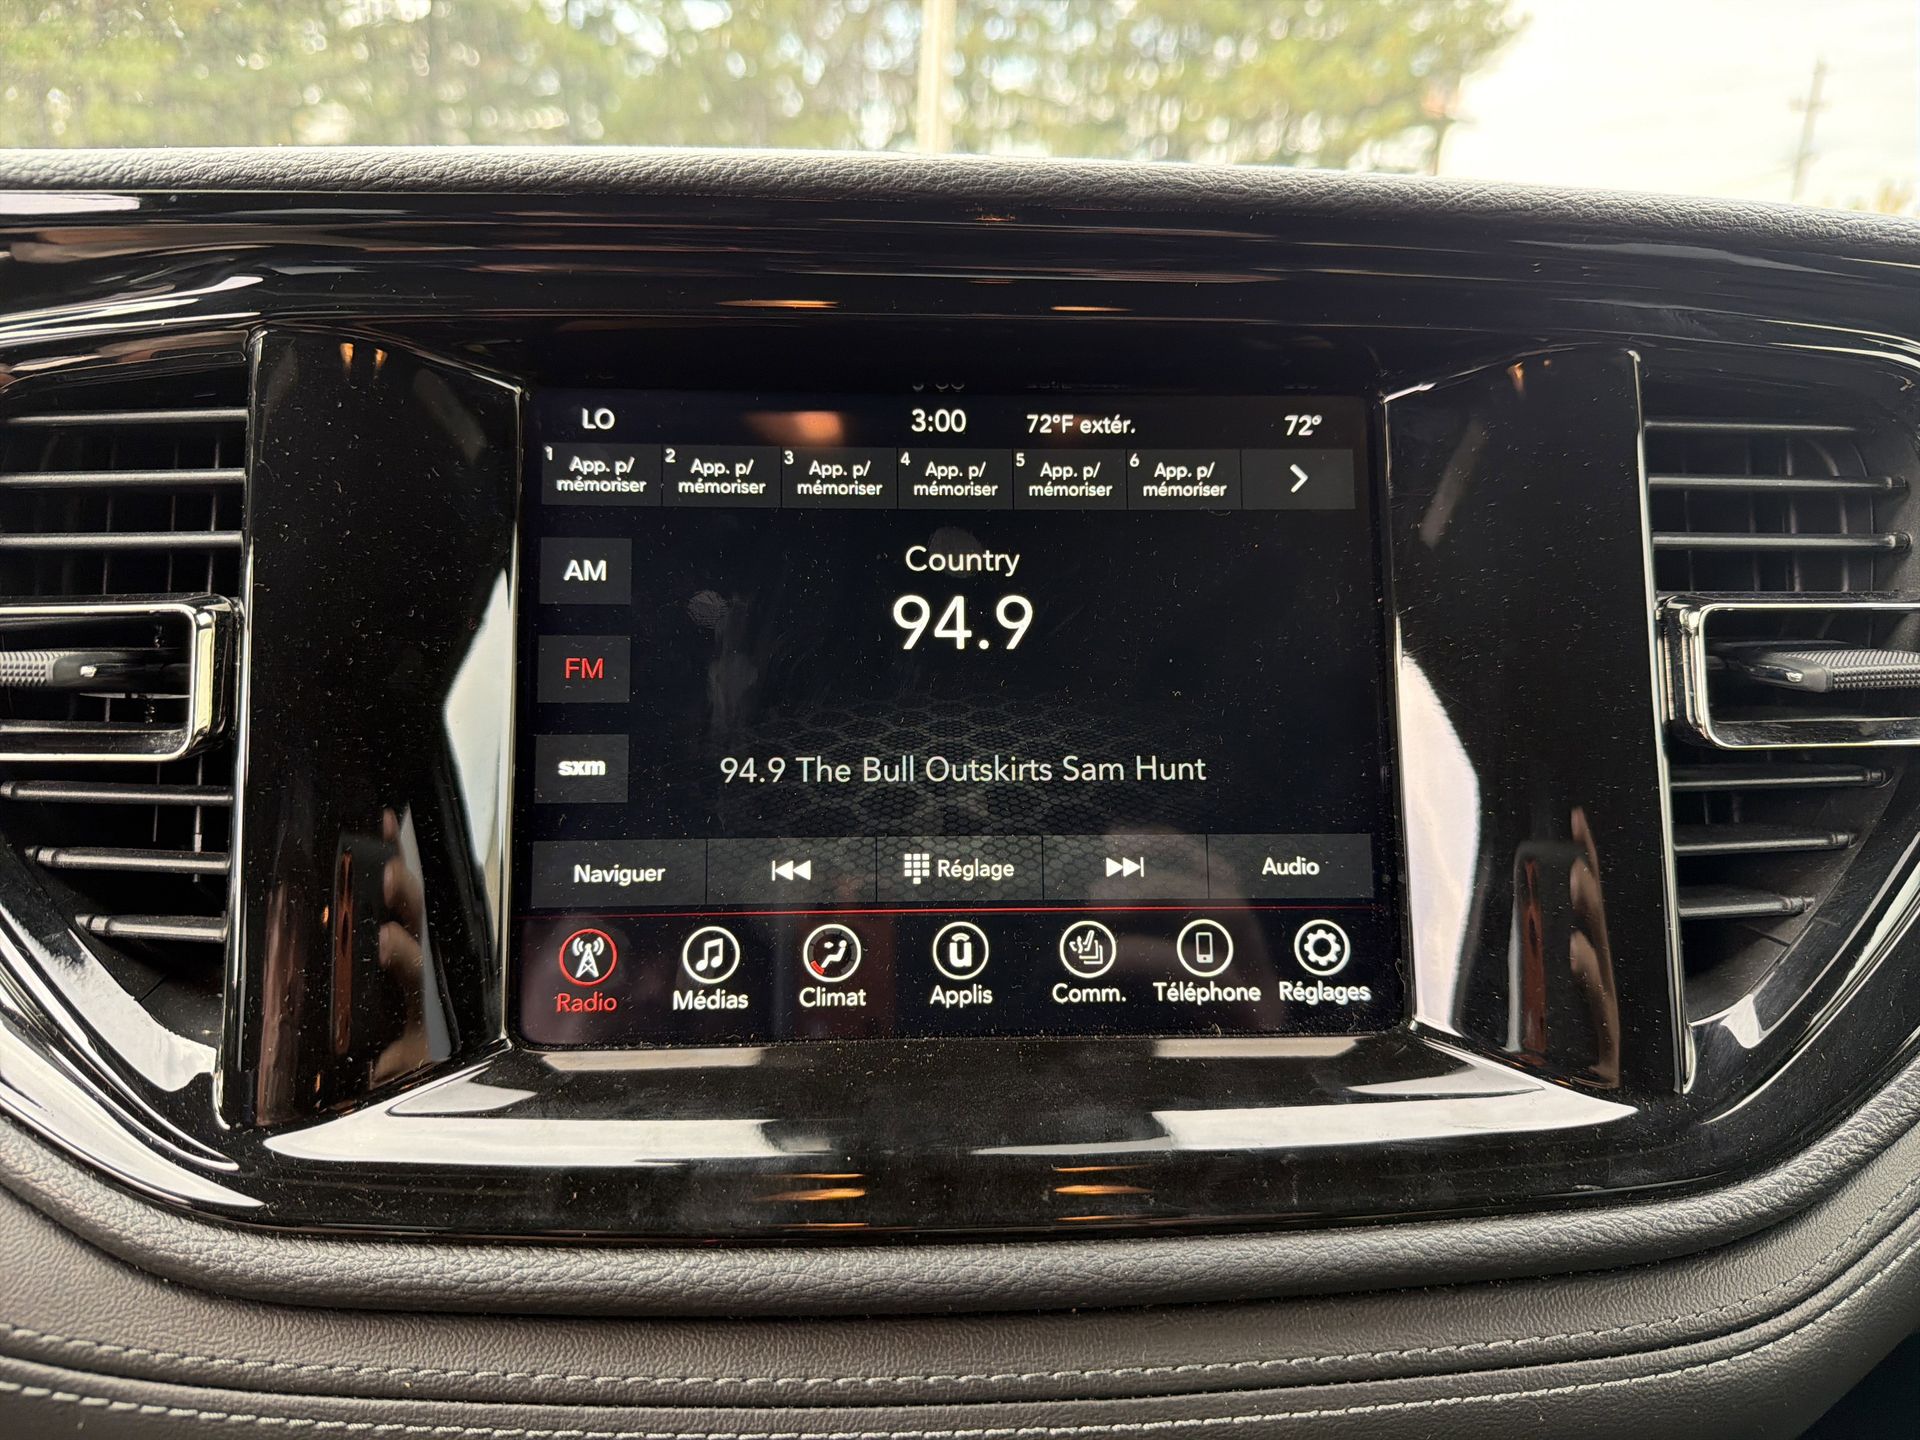 LO 3:00 72°F extér. 72°
1 App. p/ 2 App. p/ 3 App. p/ 4 App. p/ 5 App. p/ 6 App. p/
mémoriser mémoriser mémoriser mémoriser mémoriser mémoriser
Country
AM
94.9
FM
sxm
94.9 The Bull Outskirts Sam Hunt
Naviguer Réglage Audio
Radio Médias Climat Applis Comm. Téléphone Réglages